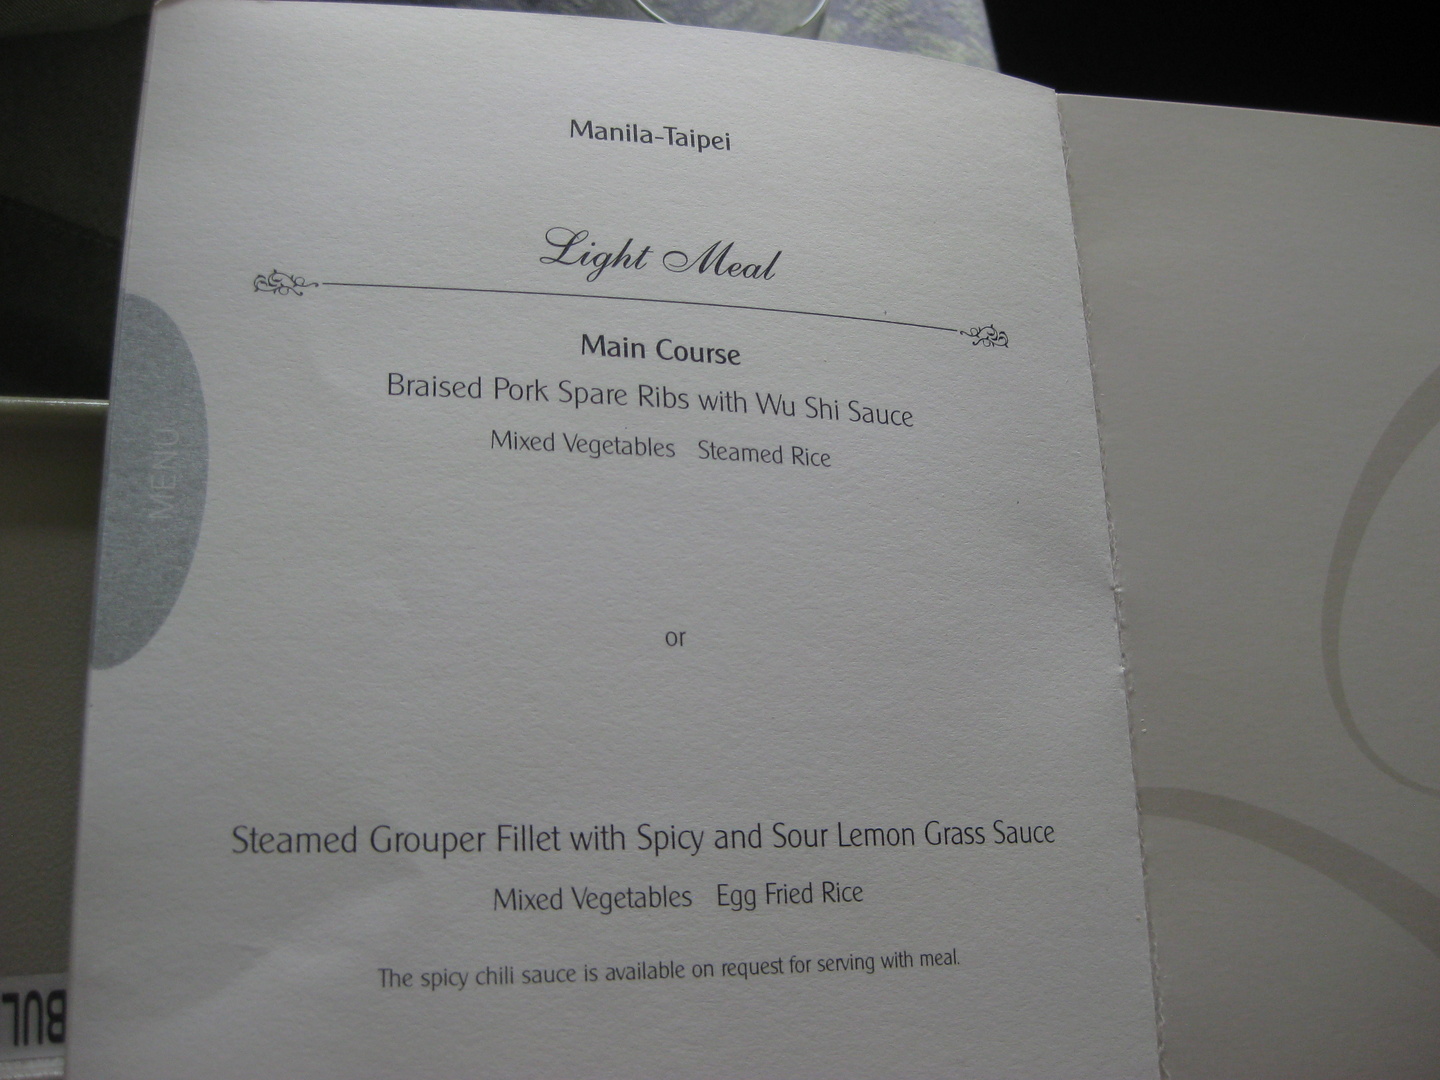 Manila-Taipei
Light Meal
Main Course
Braised Pork Spare Ribs with Wu Shi Sauce
Mixed Vegetables Steamed Rice
MENU
or
Steamed Grouper Fillet with Spicy and Sour Lemon Grass Sauce
Mixed Vegetables Egg Fried Rice
The spicy chili sauce is available on request for serving with meal.
BUL